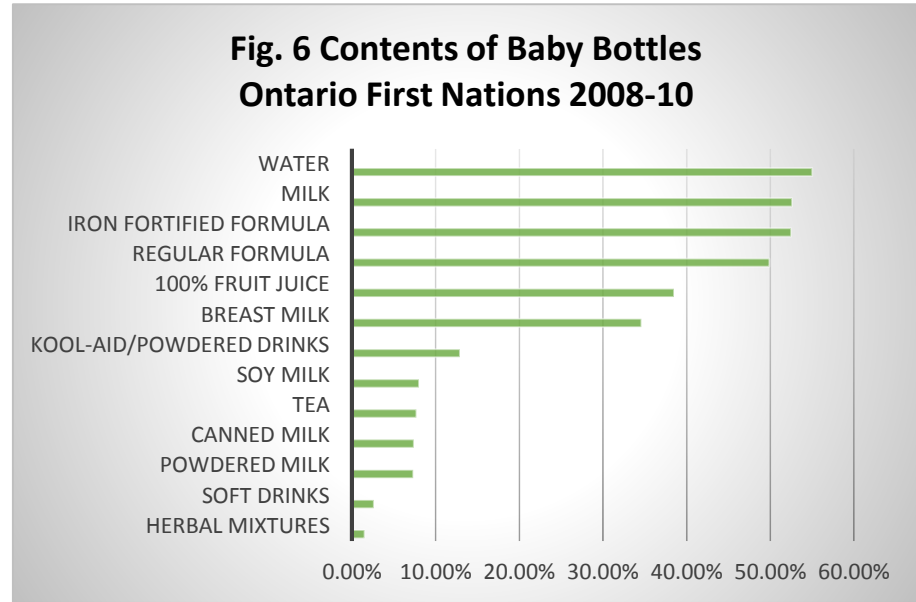 Fig. 6 Contents of Baby Bottles
Ontario First Nations 2008-10
WATER
MILK
IRON FORTIFIED FORMULA
REGULAR FORMULA
100% FRUIT JUICE
BREAST MILK
KOOL-AID/POWDERED DRINKS
SOY MILK
TEA
CANNED MILK
POWDERED MILK
SOFT DRINKS
HERBAL MIXTURES
0.00% 10.00% 20.00% 30.00% 40.00% 50.00% 60.00%